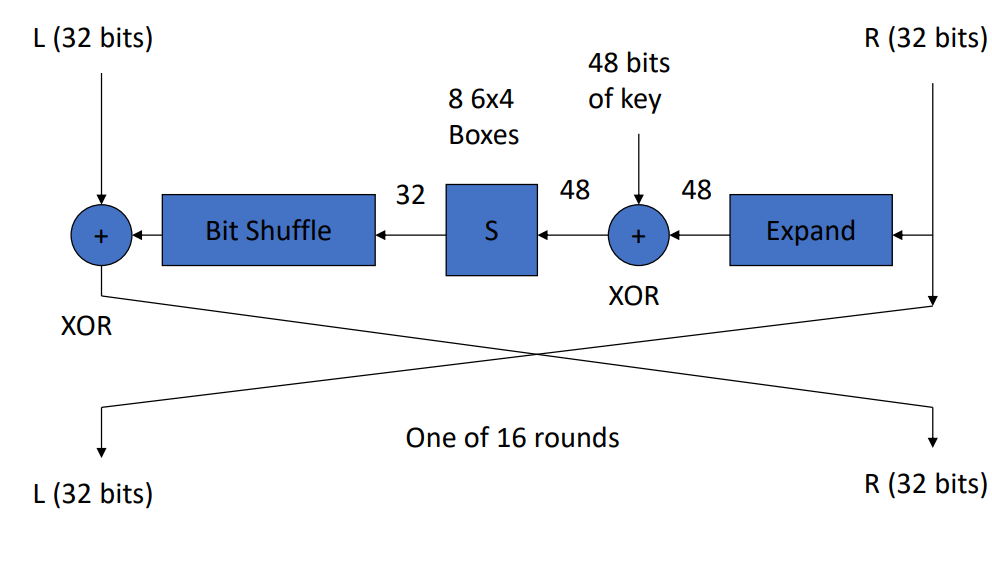 L (32 bits)
R (32 bits)
48 bits
of key
8 6x4
Boxes
32
48
48
+
Bit Shuffle
S
+
Expand
XOR
XOR
One of 16 rounds
L (32 bits)
R (32 bits)